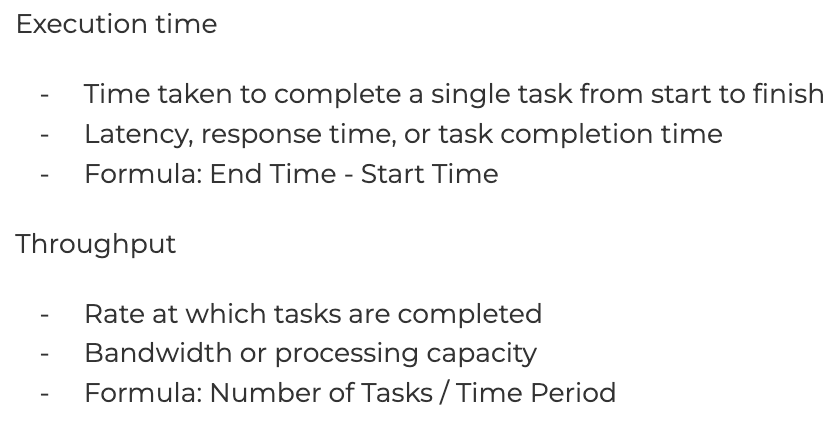 Execution time
- Time taken to complete a single task from start to finish
- Latency, response time, or task completion time
- Formula: End Time - Start Time
Throughput
- Rate at which tasks are completed
- Bandwidth or processing capacity
- Formula: Number of Tasks / Time Period